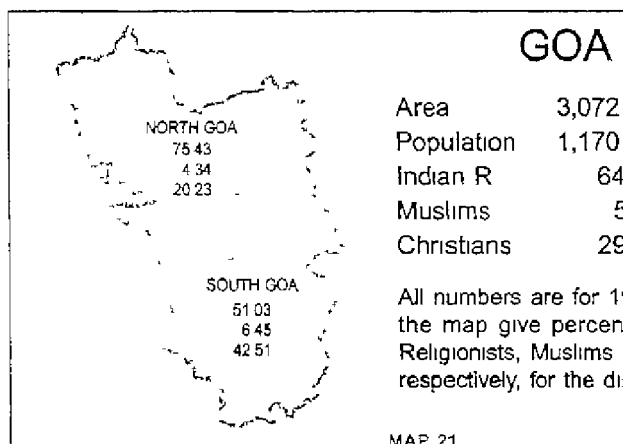 GOA
NORTH GOA
75 43
4 34
20 23
SOUTH GOA
51 03
6 45
42 51
Area 3,072
Population 1,170
Indian R 64
Muslims 5
Christians 29
All numbers are for 1
the map give percen
Religionists, Muslims
respectively, for the di
MAP 21